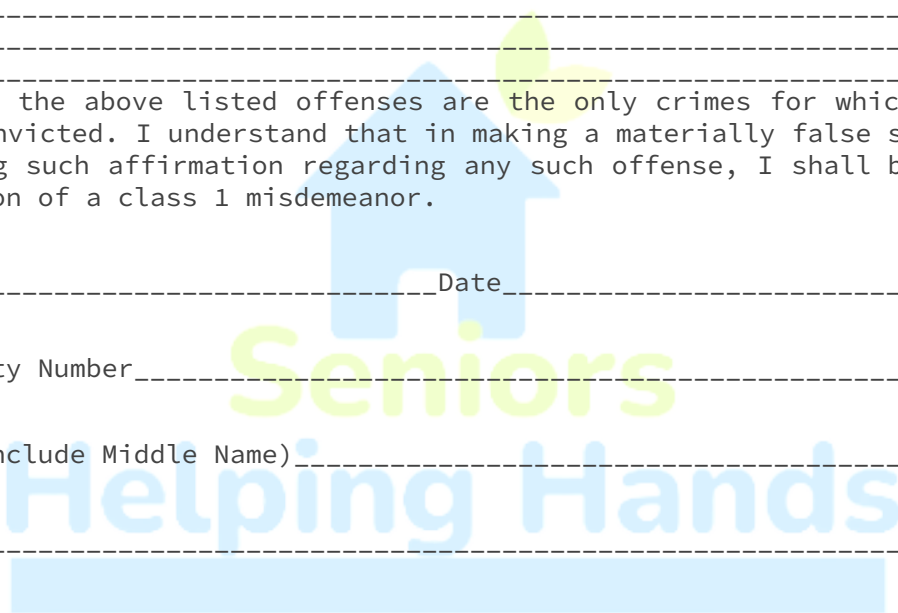 the above listed offenses are the only crimes for whic
nvicted. I understand that in making a materially false s
g such affirmation regarding any such offense, I shall b
on of a class 1 misdemeanor.
Date
ty Number
nclude Middle Name)
Seniors
Helping Hands